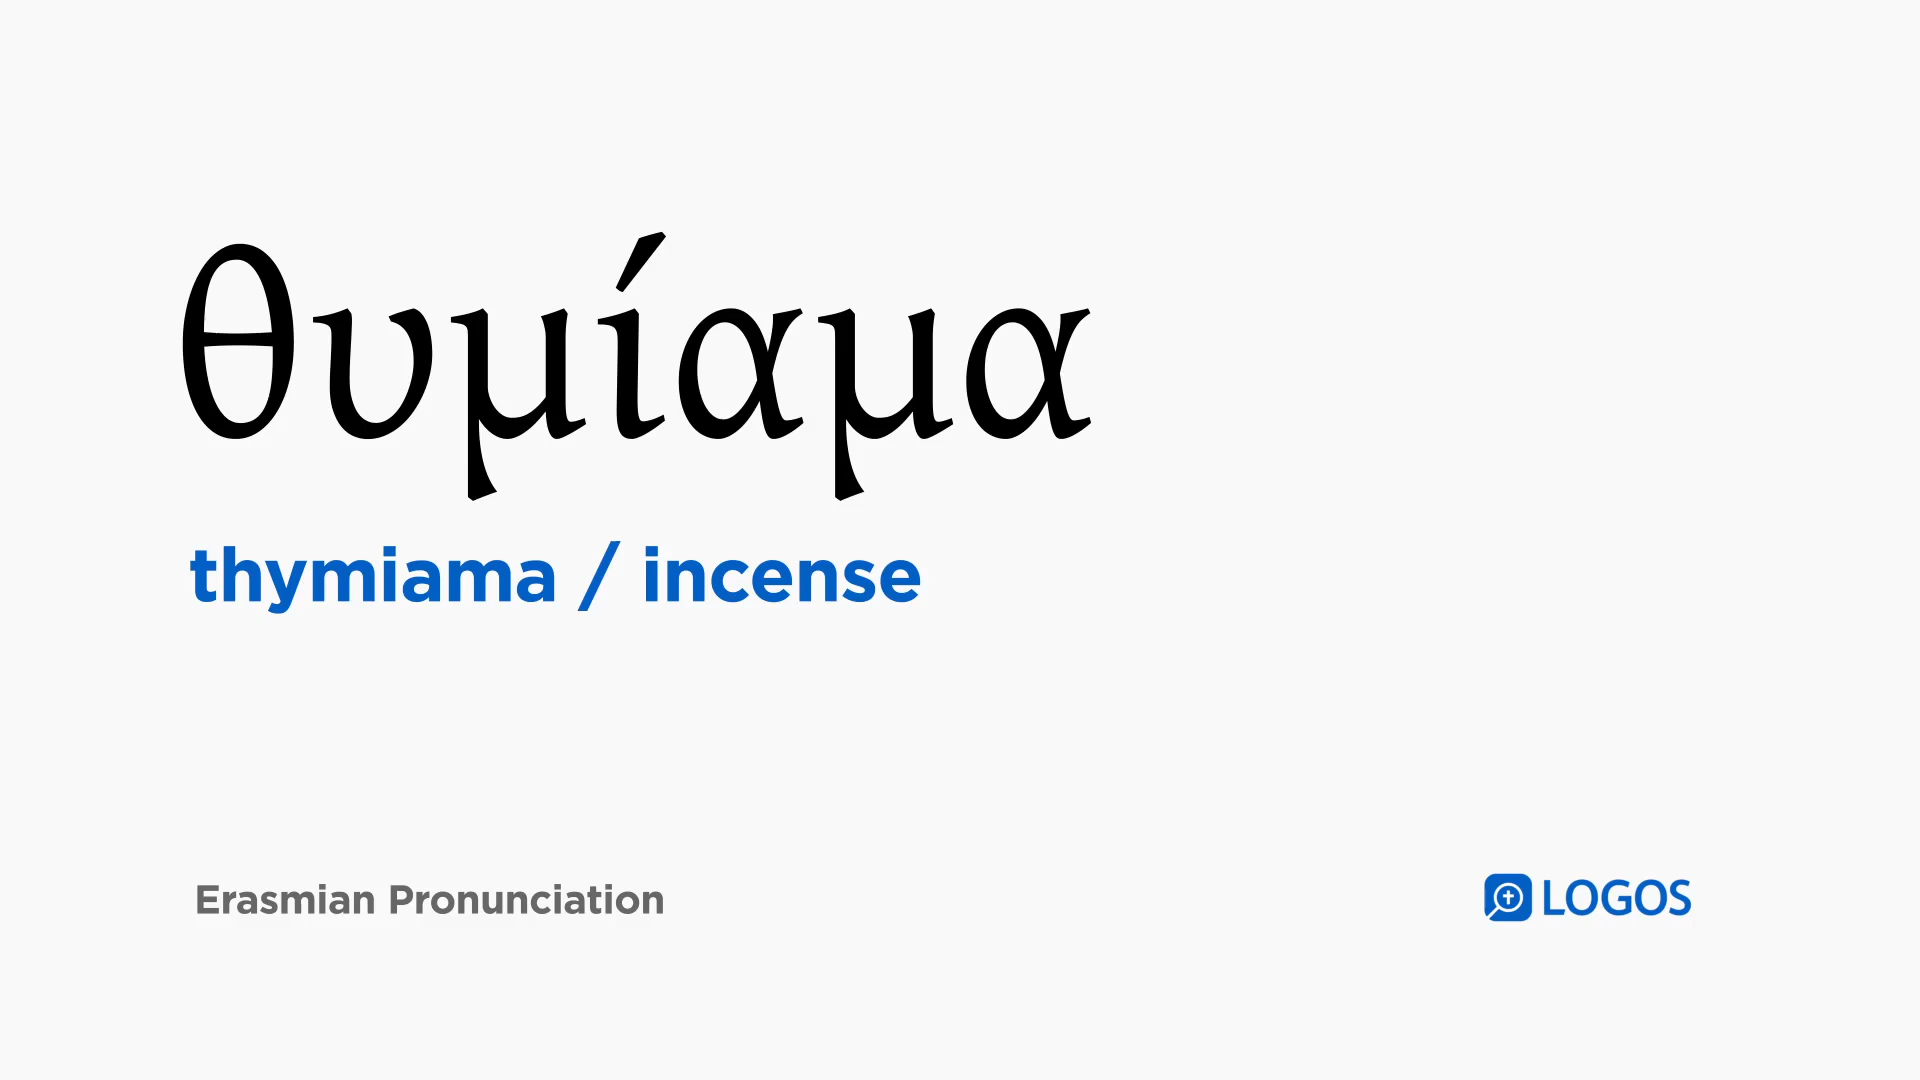 θυμίαμα
thymiama / incense
Erasmian Pronunciation
LOGOS